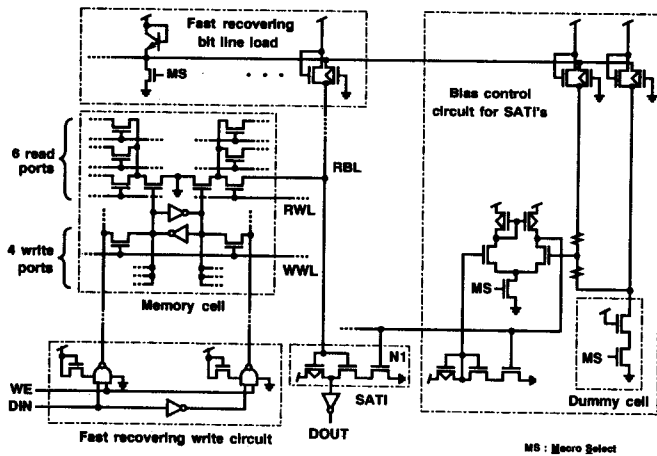 Fast recovering
bit line load
MS
Bias control
circuit for SATI's
6 read
ports
RBL
RWL
4 write
ports
WWL
Memory cell
MS
N1
WE
DIN
SATI
MS
Dummy cell
Fast recovering write circuit
DOUT
MS : Macro Select